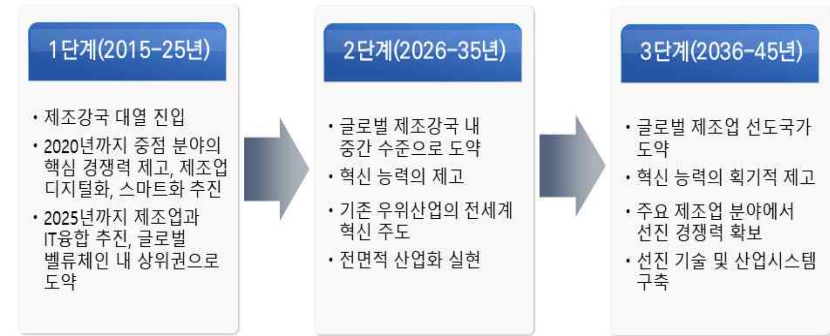 1단계(2015-25년)
• 제조강국 대열 진입
• 2020년까지 중점 분야의
핵심 경쟁력 제고, 제조업
디지털화, 스마트화 추진
• 2025년까지 제조업과
IT융합 추진, 글로벌
벨류체인 내 상위권으로
도약
2단계(2026-35년)
• 글로벌 제조강국 내
중간 수준으로 도약
• 혁신 능력의 제고
• 기존 우위산업의 전세계
혁신 주도
• 전면적 산업화 실현
3단계(2036-45년)
• 글로벌 제조업 선도국가
도약
• 혁신 능력의 획기적 제고
• 주요 제조업 분야에서
선진 경쟁력 확보
• 선진 기술 및 산업시스템
구축